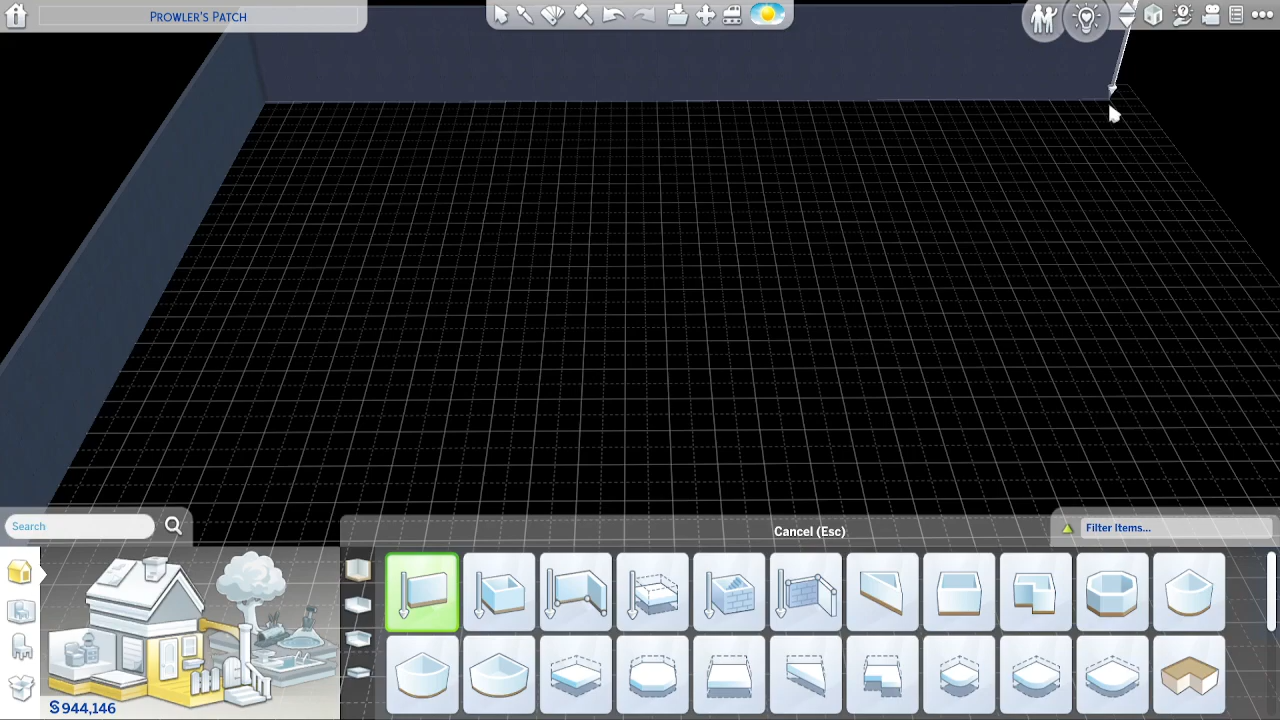 PROWLER'S PATCH
Cancel (Esc)
Search
Filter Items...
§944,146